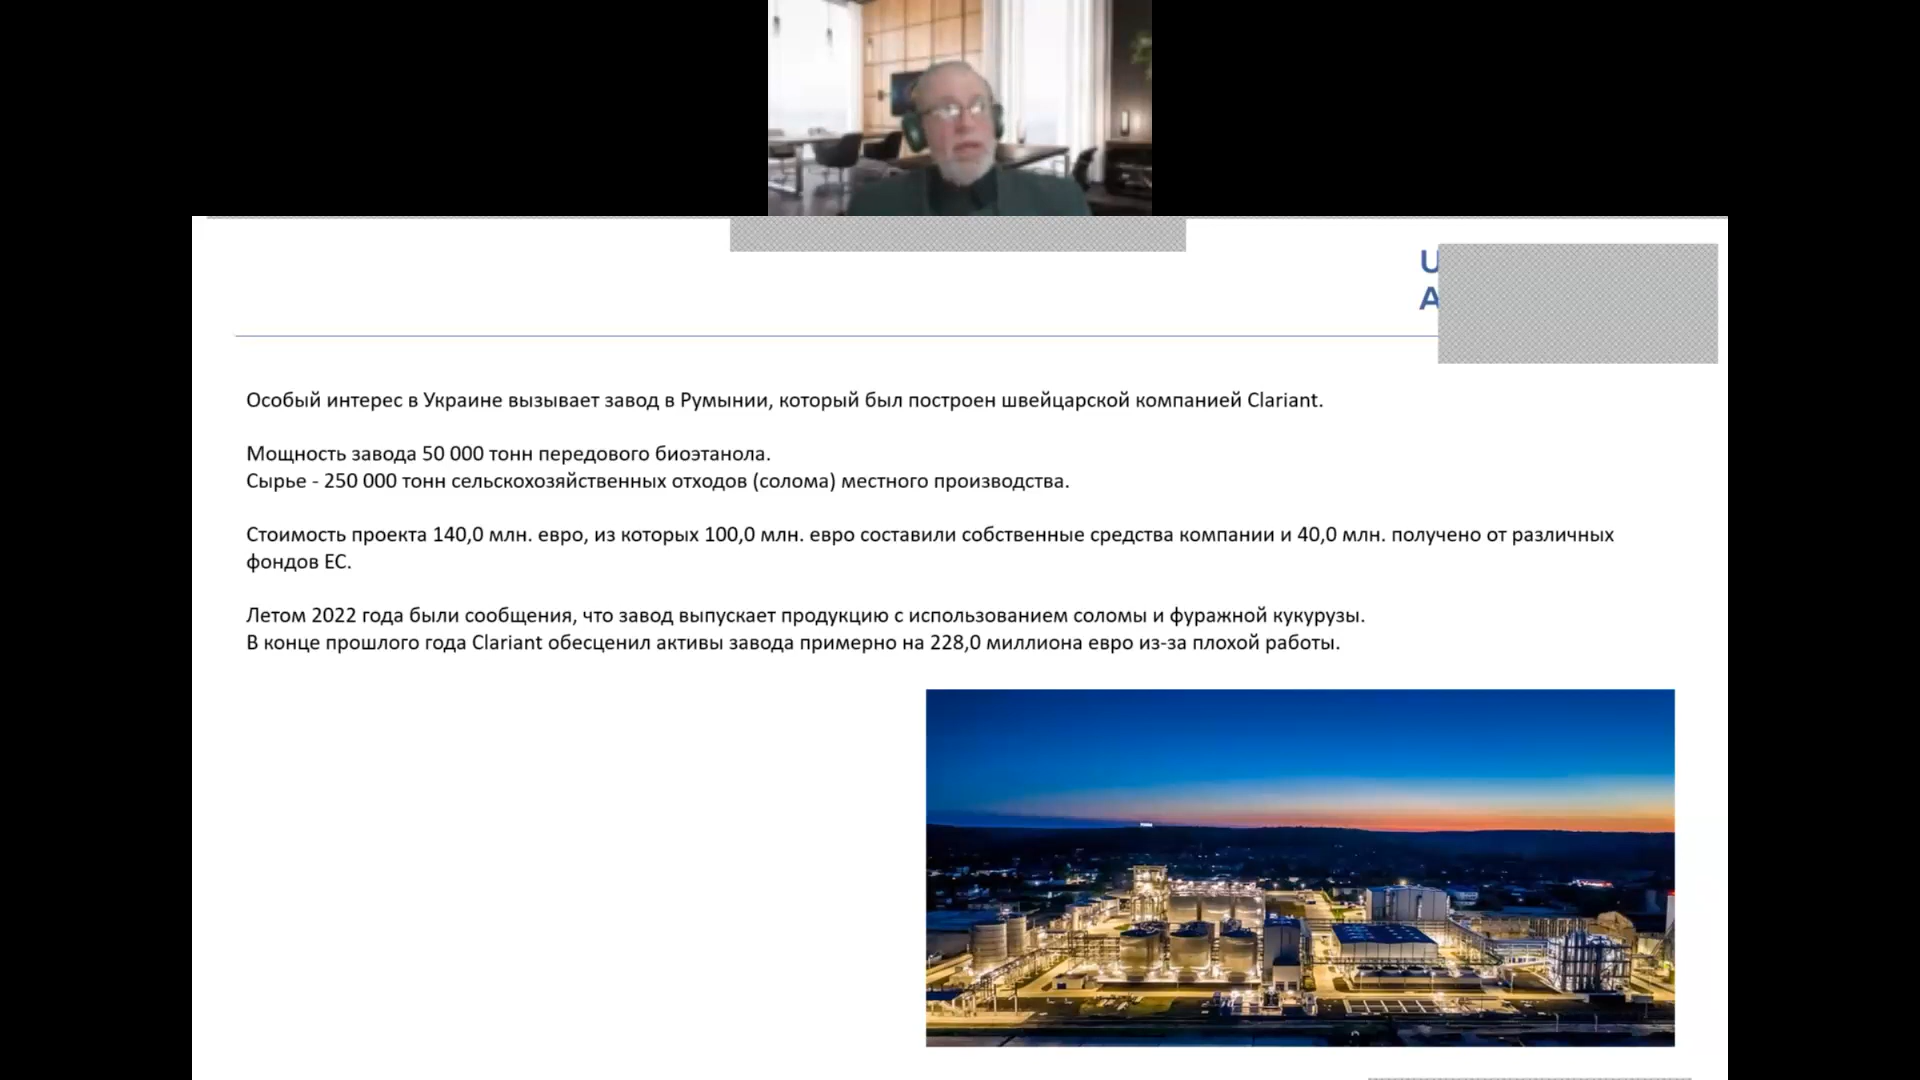 U
A
Особый интерес в Украине вызывает завод в Румынии, который был построен швейцарской компанией Clariant.
Мощность завода 50 000 тонн передового биоэтанола.
Сырье - 250 000 тонн сельскохозяйственных отходов (солома) местного производства.
Стоимость проекта 140,0 млн. евро, из которых 100,0 млн. евро составили собственные средства компании и 40,0 млн. получено от различных
фондов ЕС.
Летом 2022 года были сообщения, что завод выпускает продукцию с использованием соломы и фуражной кукурузы.
В конце прошлого года Clariant обесценил активы завода примерно на 228,0 миллиона евро из-за плохой работы.